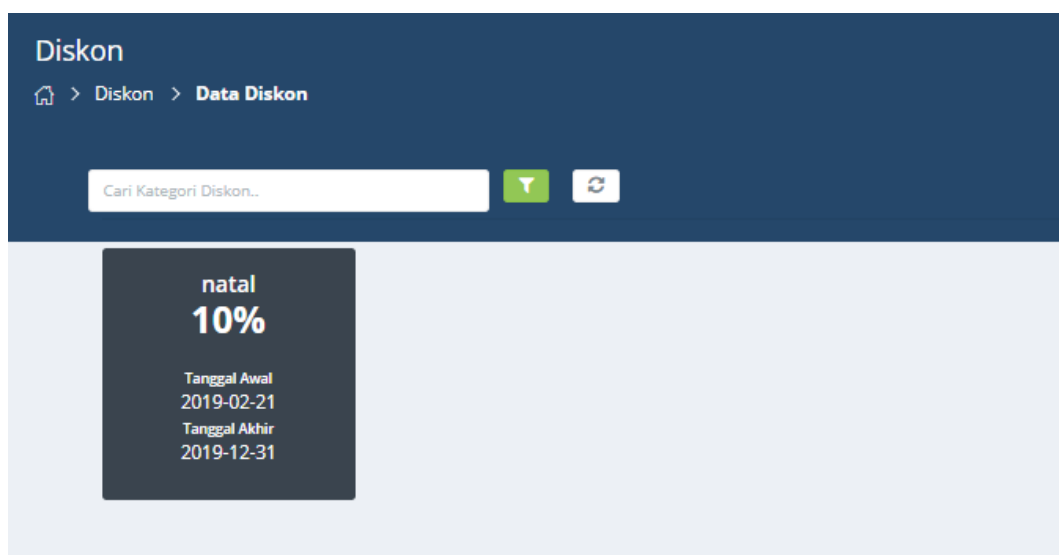 Diskon
> Diskon > Data Diskon
Cari Kategori Diskon..
natal
10%
Tanggal Awal
2019-02-21
Tanggal Akhir
2019-12-31